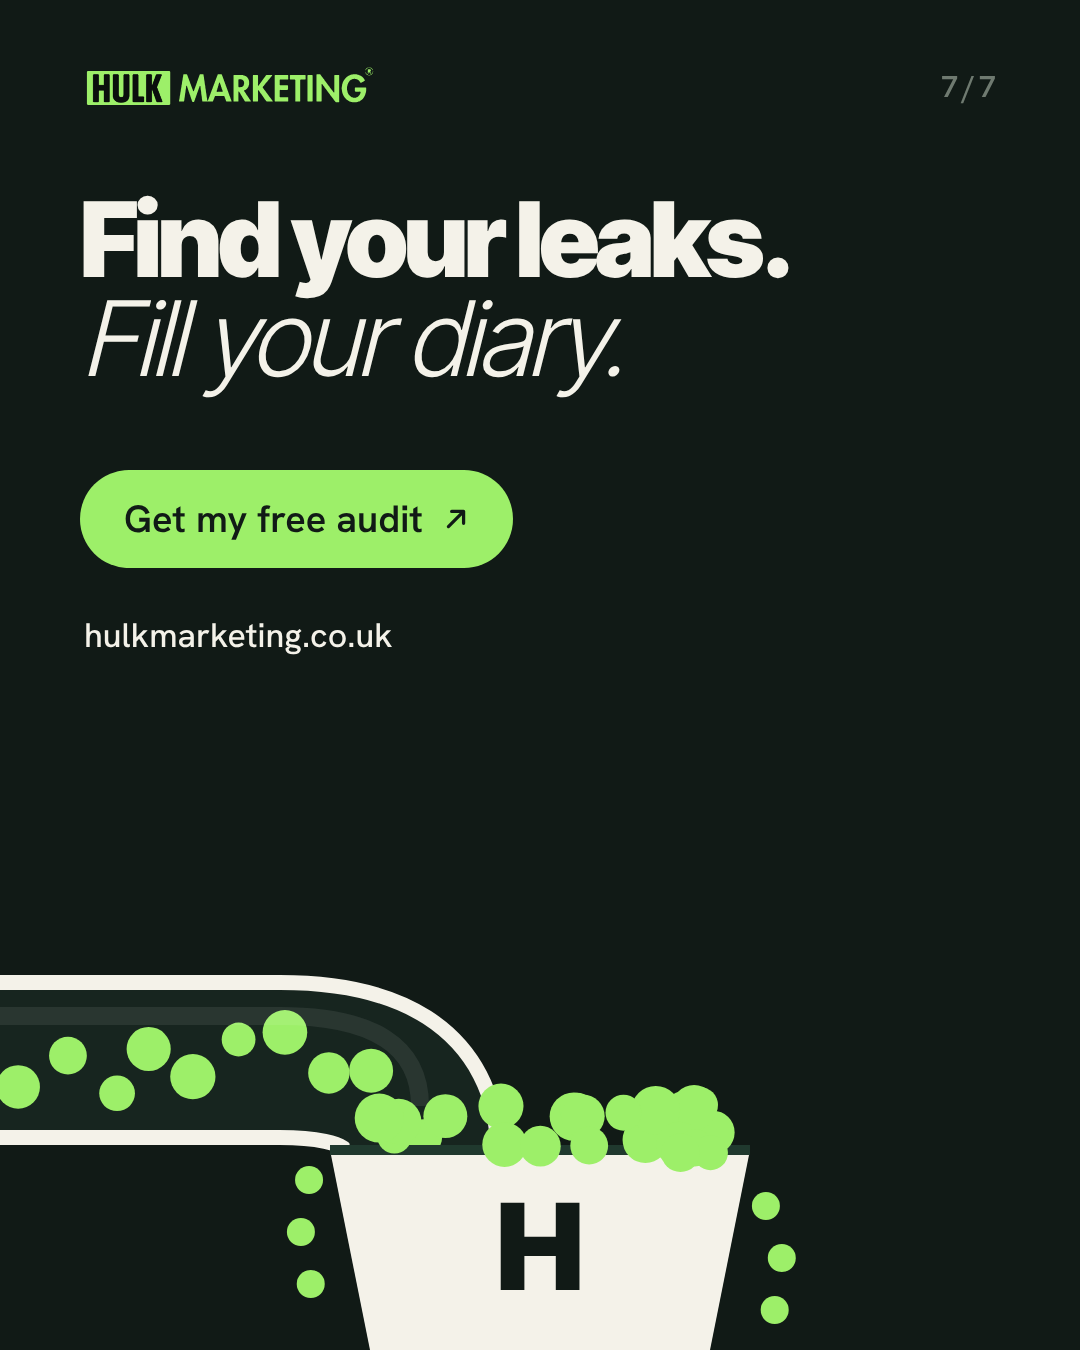 HULK MARKETING®
7/7
Find your leaks.
Fill your diary.
Get my free audit ↗
hulkmarketing.co.uk
H